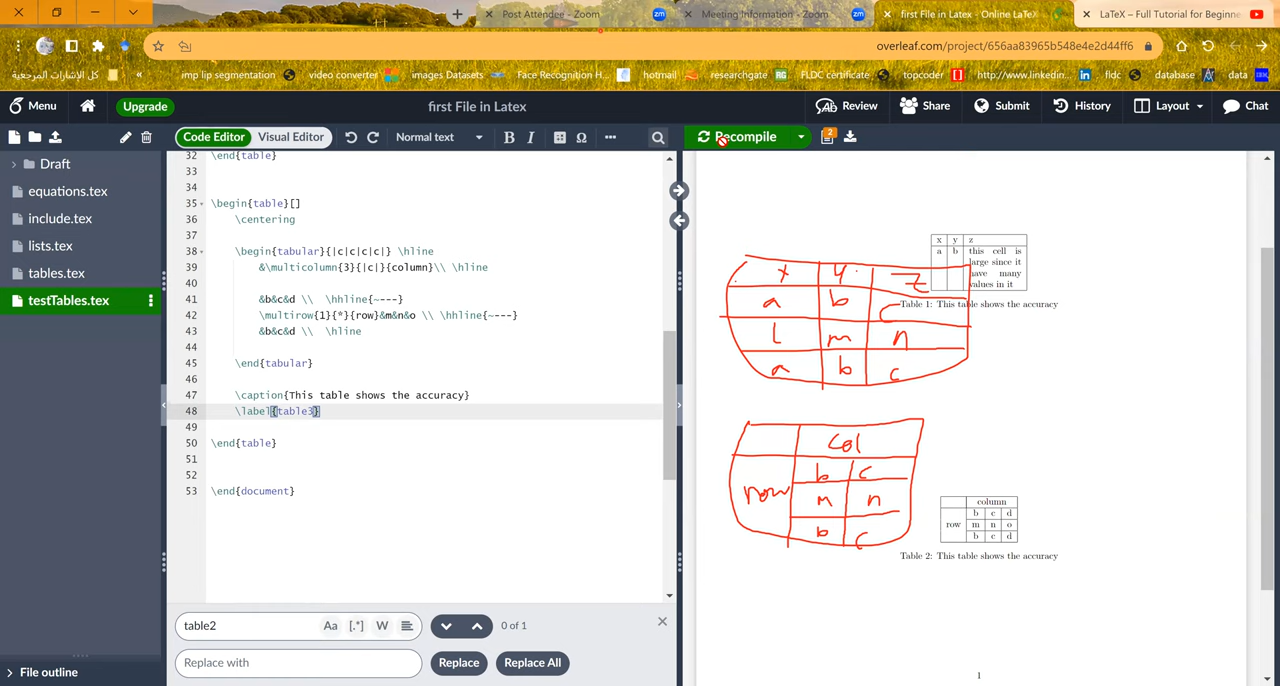 Post Attendee - Zoom
Meeting Information - Zoom
first File in Latex - Online LaTeX
LaTeX – Full Tutorial for Beginne
overleaf.com/project/656aa83965b548e4e2d44ff6
كل الإشارات المرجعية
»
imp lip segmentation
video converter
images Datasets
Face Recognition H...
hotmail
researchgate
FLDC certificate
topcoder
http://www.linkedin...
fldc
database
data
Menu
Upgrade
first File in Latex
Review
Share
Submit
History
Layout
Chat
Code Editor
Visual Editor
Normal text
B I Ω •••
Recompile
2
Draft
equations.tex
include.tex
lists.tex
tables.tex
testTables.tex
File outline
32 \end{table}
33
34
35 \begin{table}[]
36 \centering
37
38 \begin{tabular}{|c|c|c|c|} \hline
39 &\multicolumn{3}{|c|}{column}\\ \hline
40
41 &b&c&d \\ \hhline{~---}
42 \multirow{1}{*}{row}&m&n&o \\ \hhline{~---}
43 &b&c&d \\ \hline
44
45 \end{tabular}
46
47 \caption{This table shows the accuracy}
48 \label{table3}
49
50 \end{table}
51
52
53 \end{document}
table2
Aa [.*] W
0 of 1
Replace with
Replace
Replace All
x y z
a b this cell is
large since it
have many
values in it
Table 1: This table shows the accuracy
x y z
a b c
l m n
a b c
col
b c
row m n
b c
column
b c d
row m n o
b c d
Table 2: This table shows the accuracy
1